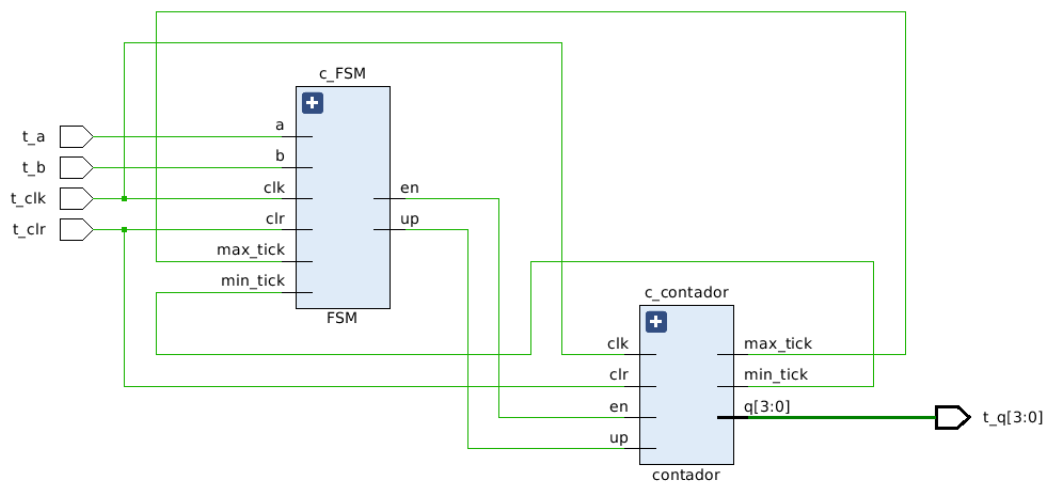 c_FSM
t_a
a
t_b
b
t_clk
clk
en
t_clr
clr
up
max_tick
min_tick
FSM
c_contador
clk
max_tick
clr
min_tick
en
q[3:0]
t_q[3:0]
up
contador